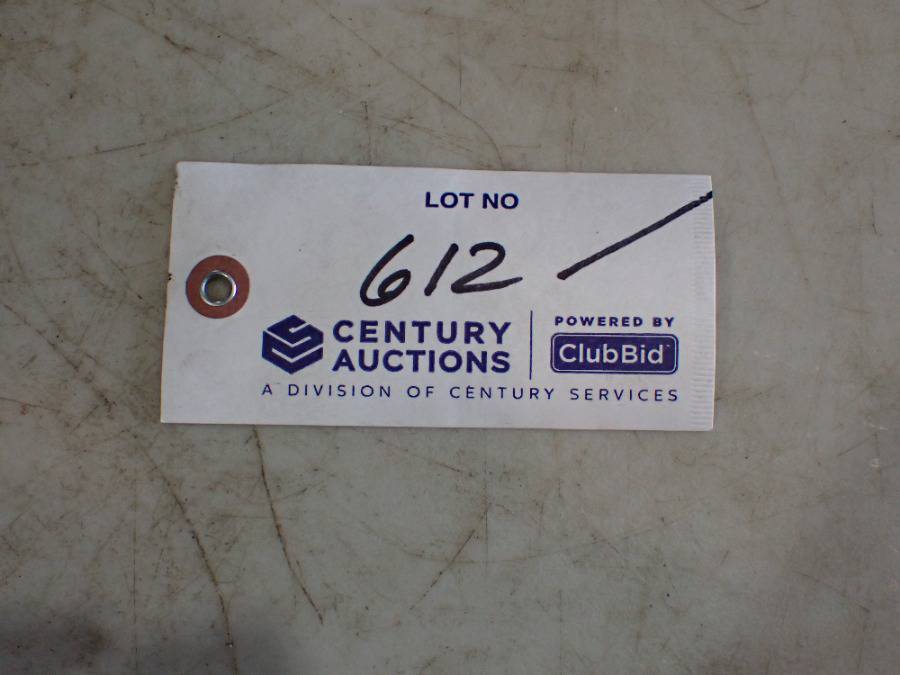 LOT NO
612
CENTURY
AUCTIONS
POWERED BY
ClubBid
A DIVISION OF CENTURY SERVICES